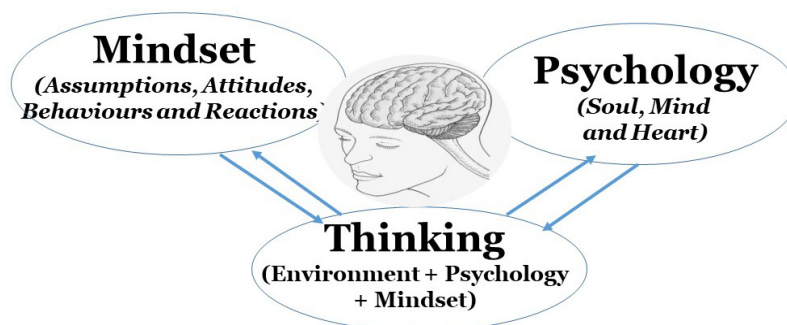 Mindset
(Assumptions, Attitudes,
Behaviours and Reactions)
Psychology
(Soul, Mind
and Heart)
Thinking
(Environment + Psychology
+ Mindset)